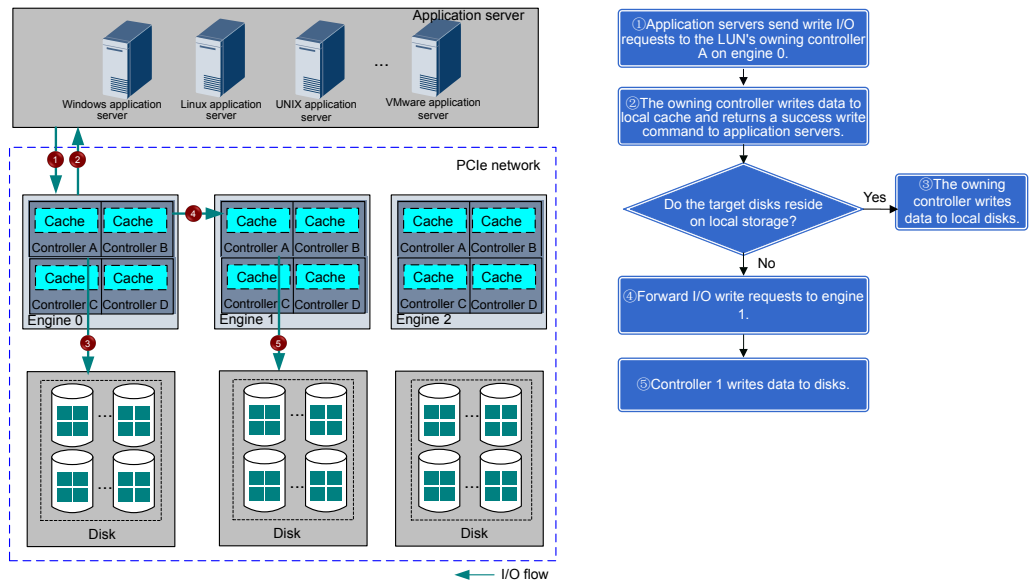 Application server
...
Windows application
server
Linux application
server
UNIX application
server
VMware application
server
1
2
PCIe network
4
Cache
Cache
Controller A
Controller B
Cache
Cache
Controller C
Controller D
Engine 0
Cache
Cache
Controller A
Controller B
Cache
Cache
Controller C
Controller D
Engine 1
Cache
Cache
Controller A
Controller B
Cache
Cache
Controller C
Controller D
Engine 2
3
5
...
...
Disk
...
...
Disk
...
...
Disk
I/O flow
①Application servers send write I/O
requests to the LUN's owning controller
A on engine 0.
②The owning controller writes data to
local cache and returns a success write
command to application servers.
Do the target disks reside
on local storage?
Yes
③The owning
controller writes
data to local disks.
No
④Forward I/O write requests to engine
1.
⑤Controller 1 writes data to disks.